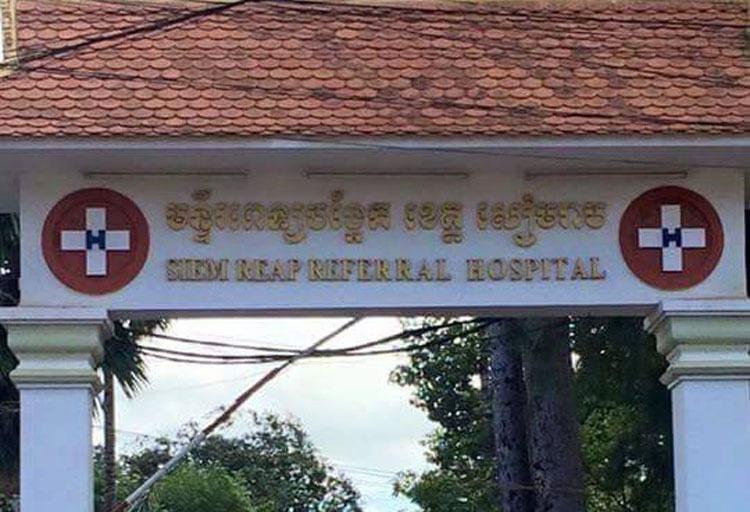 មន្ទីរពេទ្យបង្អែក ខេត្ត សៀមរាប
SIEM REAP REFERRAL HOSPITAL
H
H